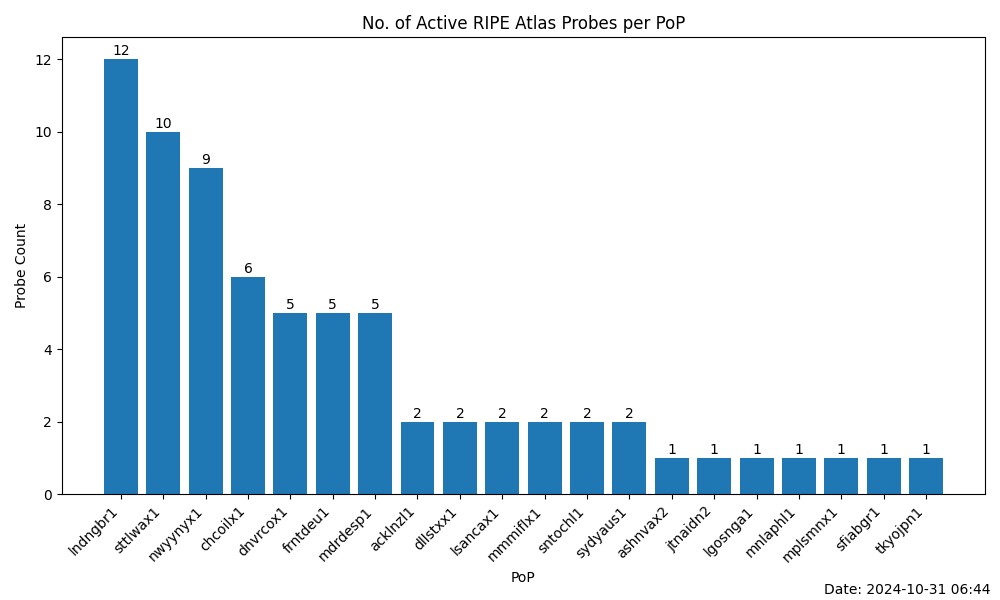 No. of Active RIPE Atlas Probes per PoP
Probe Count
12
10
8
6
4
2
0
12
10
9
6
5
5
5
2
2
2
2
2
2
1
1
1
1
1
1
1
lndngbr1
sttlwax1
nwyynyx1
chcoilx1
dnvrcox1
frntdeu1
mdrdesp1
acklnzl1
dllstxx1
lsancax1
mmmiflx1
sntochl1
sydyaus1
ashnvax2
jtnaidn2
lgosnga1
mnlaphl1
mplsmnx1
sfiabgr1
tkyojpn1
PoP
Date: 2024-10-31 06:44